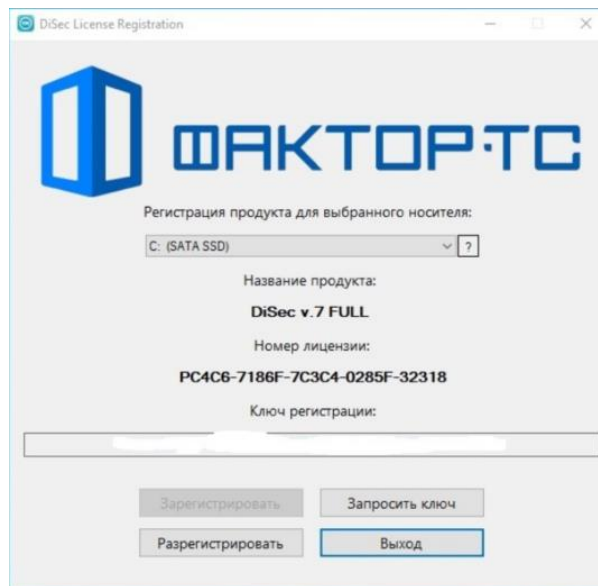 DiSec License Registration
ФАКТОР-ТС
Регистрация продукта для выбранного носителя:
C: (SATA SSD) ?
Название продукта:
DiSec v.7 FULL
Номер лицензии:
PC4C6-7186F-7C3C4-0285F-32318
Ключ регистрации:
Зарегистрировать Запросить ключ
Разрегистрировать Выход